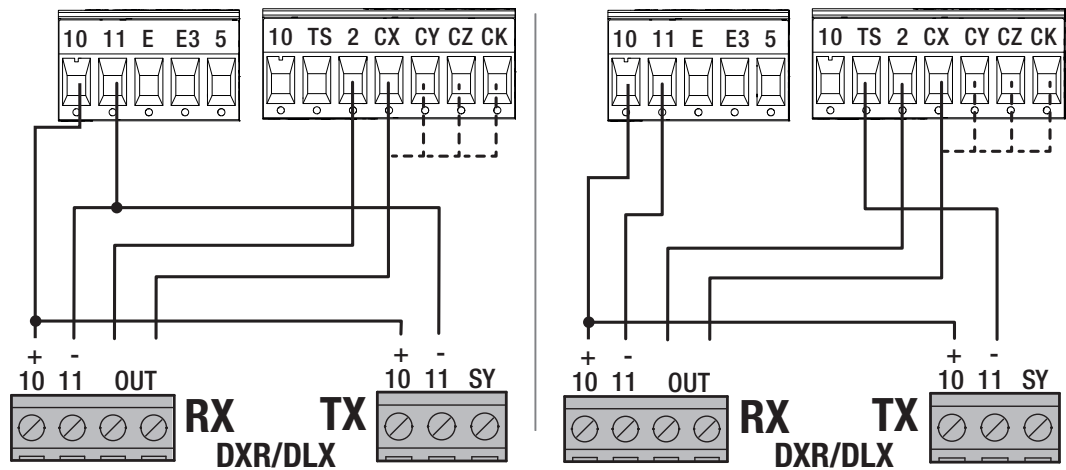 10 11 E E3 5
10 TS 2 CX CY CZ CK
+ -
10 11 OUT
RX
+ -
10 11 SY
TX
DXR/DLX
10 11 E E3 5
10 TS 2 CX CY CZ CK
+ -
10 11 OUT
RX
+ -
10 11 SY
TX
DXR/DLX